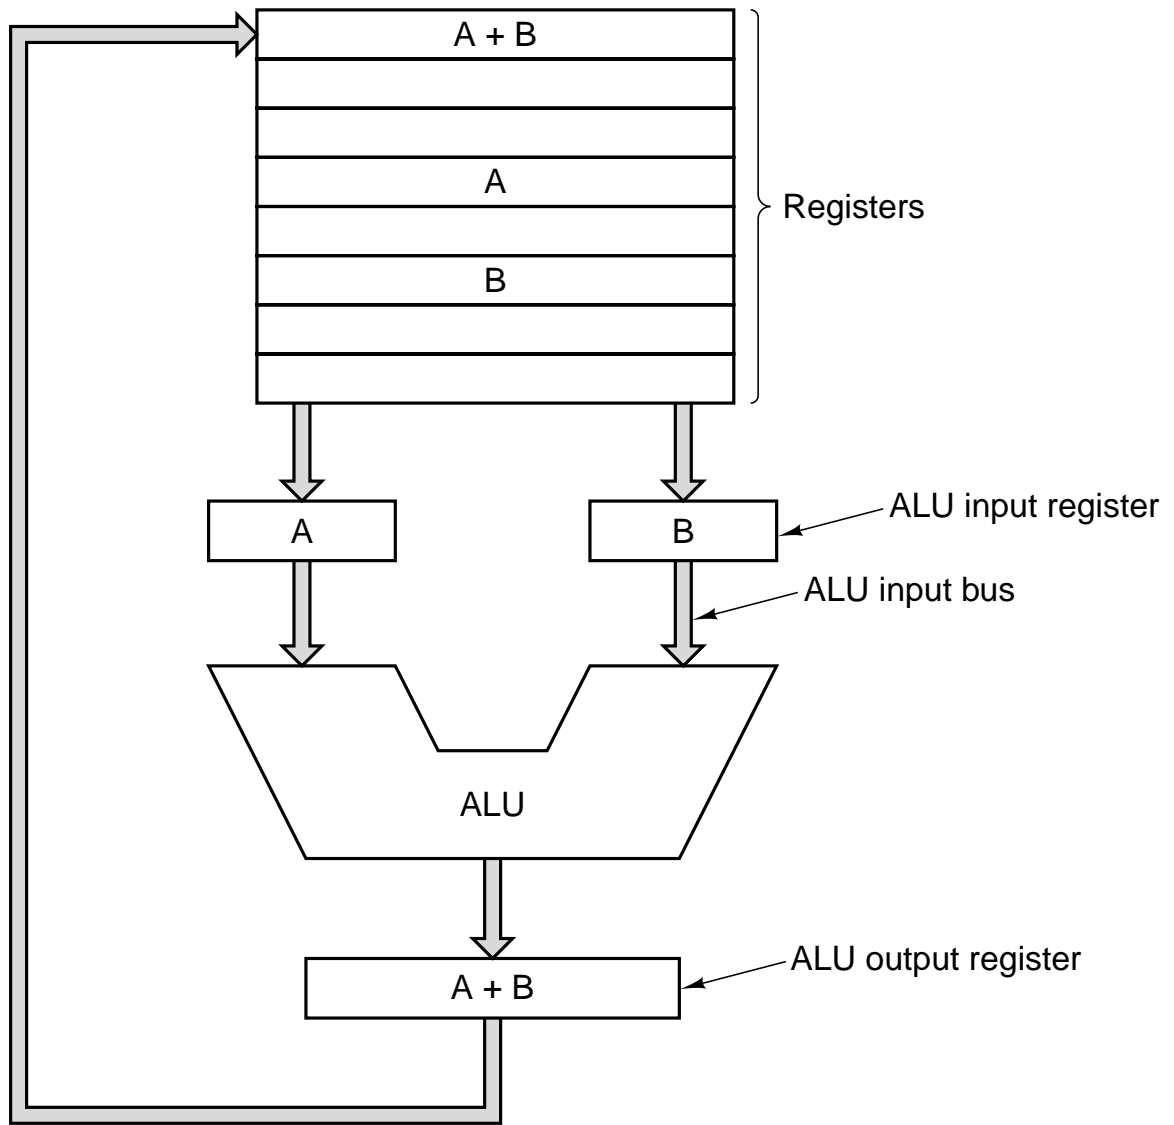 A + B
A
Registers
B
A
B
ALU input register
ALU input bus
ALU
A + B
ALU output register